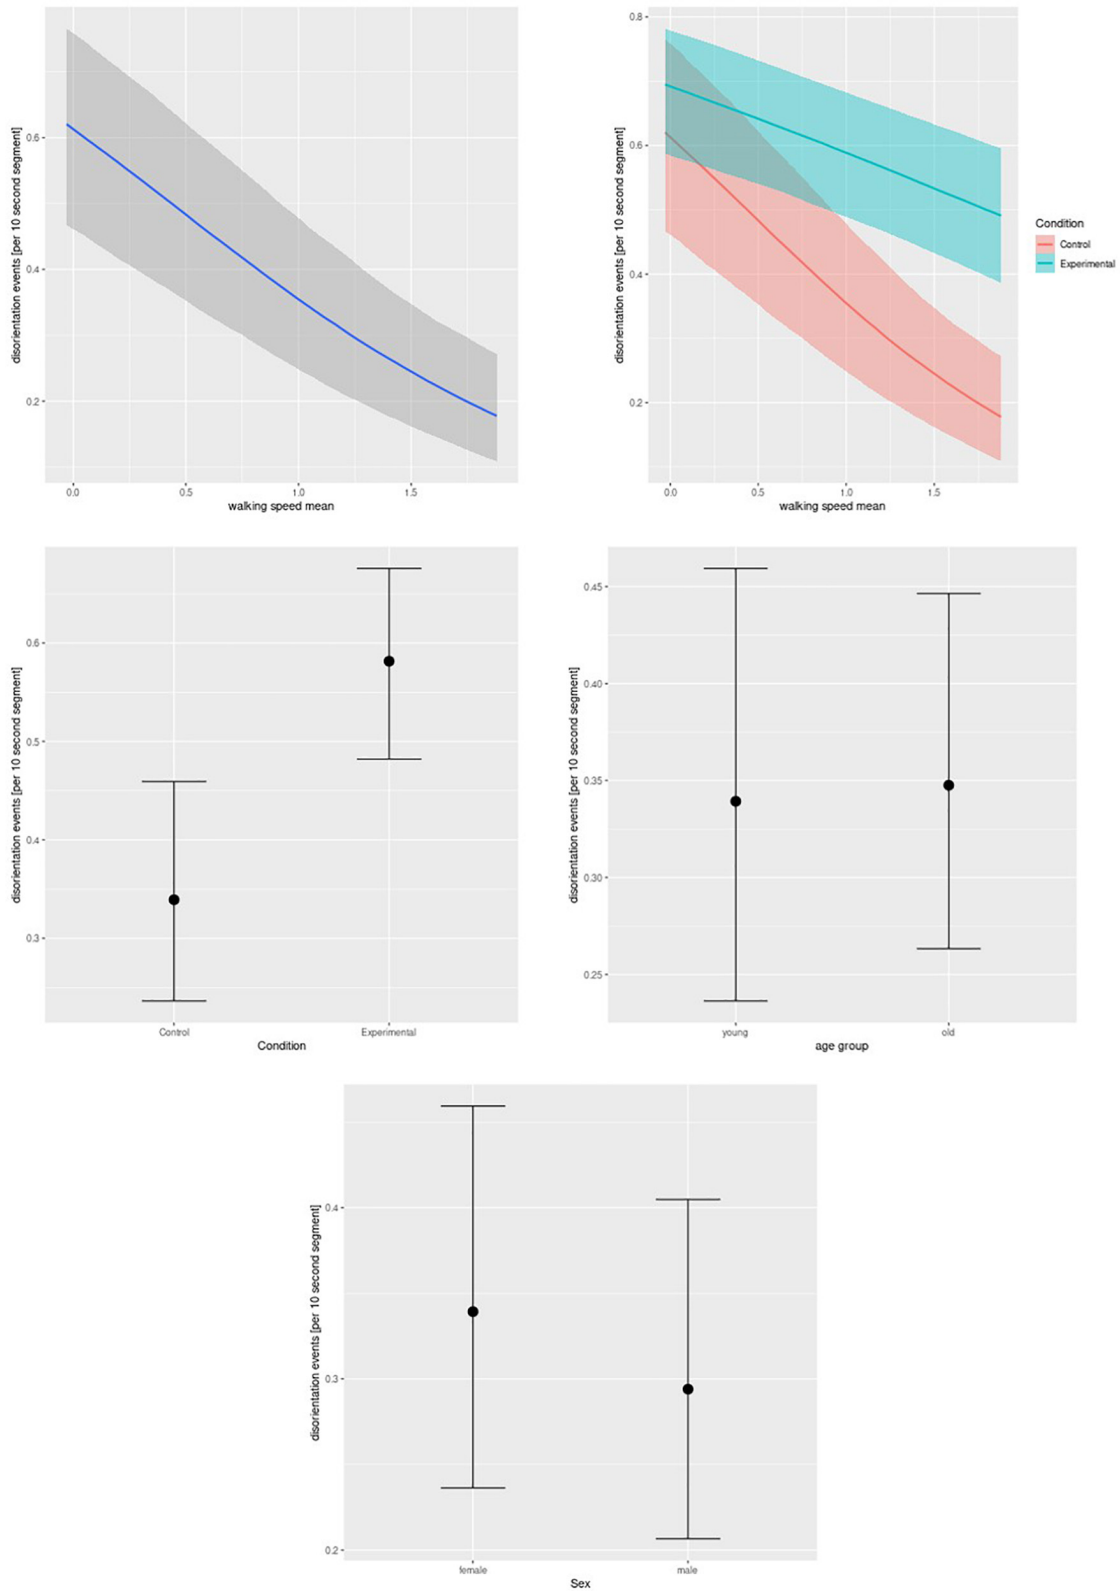 disorientation events [per 10 second segment]
0.6
0.4
0.2
0.0
0.5
1.0
1.5
walking speed mean
disorientation events [per 10 second segment]
0.8
0.6
0.4
0.2
0.0
0.5
1.0
1.5
walking speed mean
Condition
Control
Experimental
disorientation events [per 10 second segment]
0.6
0.5
0.4
0.3
Control
Experimental
Condition
disorientation events [per 10 second segment]
0.45
0.40
0.35
0.30
0.25
young
old
age group
disorientation events [per 10 second segment]
0.4
0.3
0.2
female
male
Sex